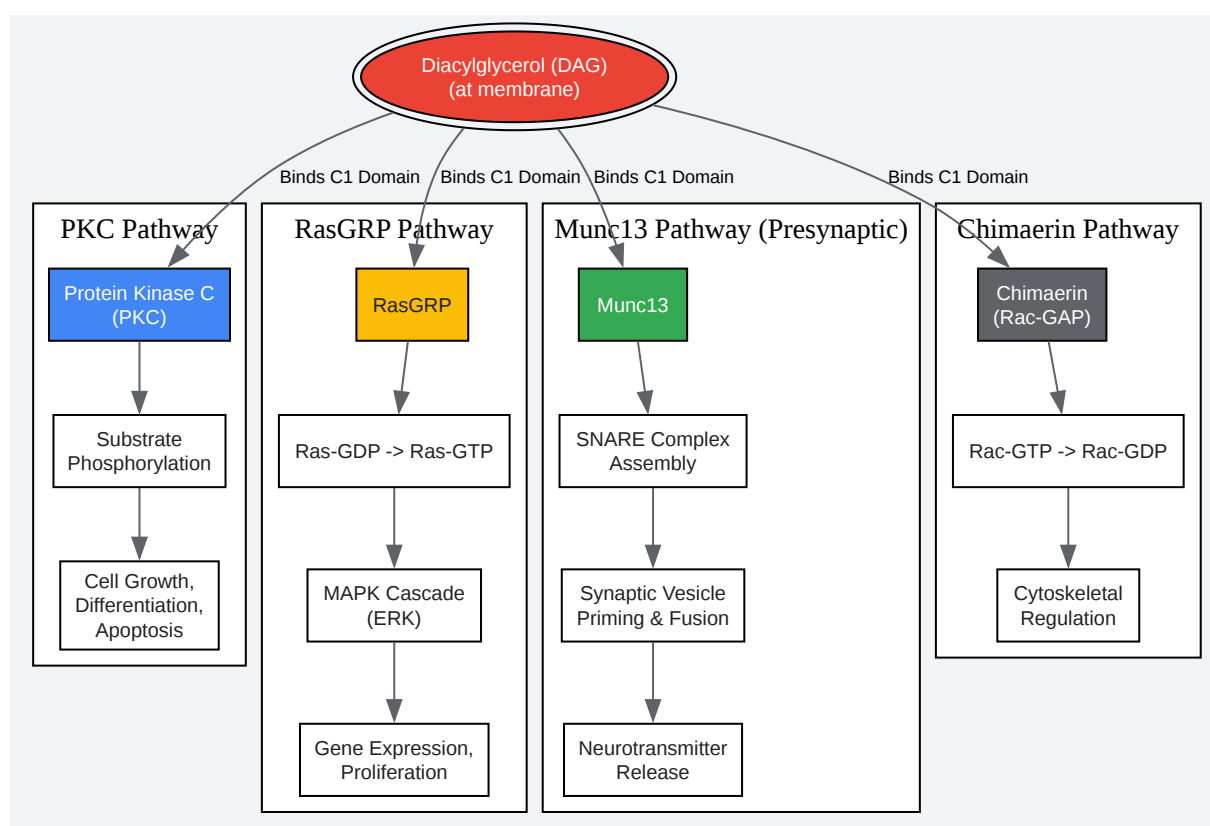 Diacylglycerol (DAG)
(at membrane)
Binds C1 Domain
Binds C1 Domain
Binds C1 Domain
Binds C1 Domain
PKC Pathway
Protein Kinase C
(PKC)
Substrate
Phosphorylation
Cell Growth,
Differentiation,
Apoptosis
RasGRP Pathway
RasGRP
Ras-GDP -> Ras-GTP
MAPK Cascade
(ERK)
Gene Expression,
Proliferation
Munc13 Pathway (Presynaptic)
Munc13
SNARE Complex
Assembly
Synaptic Vesicle
Priming & Fusion
Neurotransmitter
Release
Chimaerin Pathway
Chimaerin
(Rac-GAP)
Rac-GTP -> Rac-GDP
Cytoskeletal
Regulation